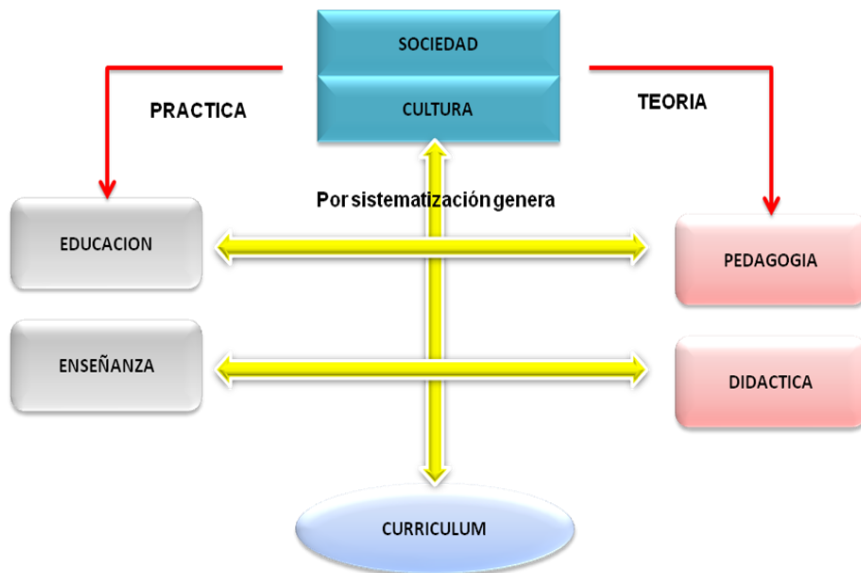 SOCIEDAD
CULTURA
PRACTICA
TEORIA
Por sistematización genera
EDUCACION
PEDAGOGIA
ENSEÑANZA
DIDACTICA
CURRICULUM